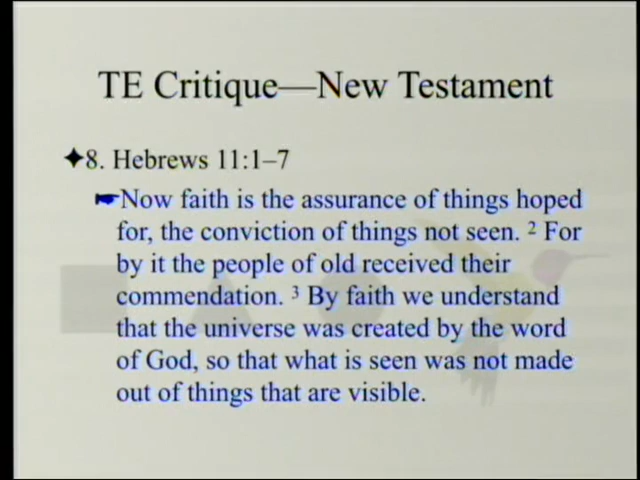 TE Critique—New Testament
✦8. Hebrews 11:1–7
☛Now faith is the assurance of things hoped
for, the conviction of things not seen. ² For
by it the people of old received their
commendation. ³ By faith we understand
that the universe was created by the word
of God, so that what is seen was not made
out of things that are visible.